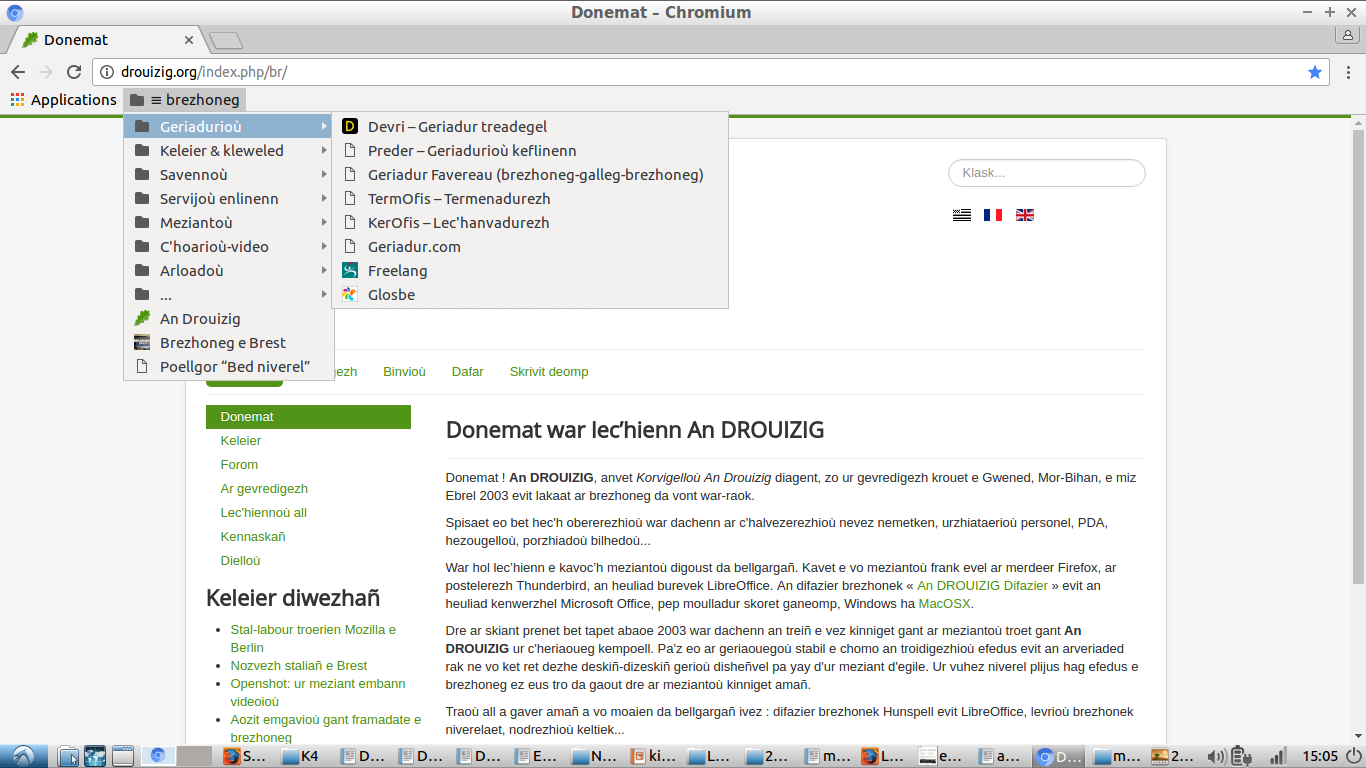 Donemat – Chromium
Donemat
drouizig.org/index.php/br/
Applications
≡ brezhoneg
Geriadurioù
Keleier & kleweled
Savennoù
Servijoù enlinenn
Meziantoù
C'hoarioù-video
Arloadoù
...
An Drouizig
Brezhoneg e Brest
Poellgor “Bed niverel”
Devri – Geriadur treadegel
Preder – Geriadurioù keflinenn
Geriadur Favereau (brezhoneg-galleg-brezhoneg)
TermOfis – Termenadurezh
KerOfis – Lec'hanvadurezh
Geriadur.com
Freelang
Glosbe
Klask...
gezh Binvioù Dafar Skrivit deomp
Donemat
Keleier
Forom
Ar gevredigezh
Lec'hiennoù all
Kennaskañ
Dielloù
Keleier diwezhañ
Stal-labour troerien Mozilla e
Berlin
Nozvezh staliañ e Brest
Openshot: ur meziant embann
videoioù
Aozit emgavioù gant framadate e
brezhoneg
Donemat war lec’hienn An DROUIZIG
Donemat ! An DROUIZIG, anvet Korvigelloù An Drouizig diagent, zo ur gevredigezh krouet e Gwened, Mor-Bihan, e miz
Ebrel 2003 evit lakaat ar brezhoneg da vont war-raok.
Spisaet eo bet hec'h obererezhioù war dachenn ar c'halvezerezhioù nevez nemetken, urzhiataerioù personel, PDA,
hezougelloù, porzhiadoù bilhedoù...
War hol lec’hienn e kavoc’h meziantoù digoust da bellgargañ. Kavet e vo meziantoù frank evel ar merdeer Firefox, ar
postelerezh Thunderbird, an heuliad burevek LibreOffice. An difazier brezhonek « An DROUIZIG Difazier » evit an
heuliad kenwerzhel Microsoft Office, pep moulladur skoret ganeomp, Windows ha MacOSX.
Dre ar skiant prenet bet tapet abaoe 2003 war dachenn an treiñ e vez kinniget gant ar meziantoù troet gant An
DROUIZIG ur c'heriaoueg kempoell. Pa'z eo ar geriaouegoù stabil e chomo an troidigezhioù efedus evit an arveriaded
rak ne vo ket ret dezhe deskiñ-dizeskiñ gerioù disheñvel pa yay d'ur meziant d'egile. Ur vuhez niverel plijus hag efedus e
brezhoneg ez eus tro da gaout dre ar meziantoù kinniget amañ.
Traoù all a gaver amañ a vo moaien da bellgargañ ivez : difazier brezhonek Hunspell evit LibreOffice, levrioù brezhonek
niverelaet, nodrezhioù keltiek...
S... K4 D... D... D... E... N... ki... L... 2... m... L... e... a... D... m... 2... 15:05